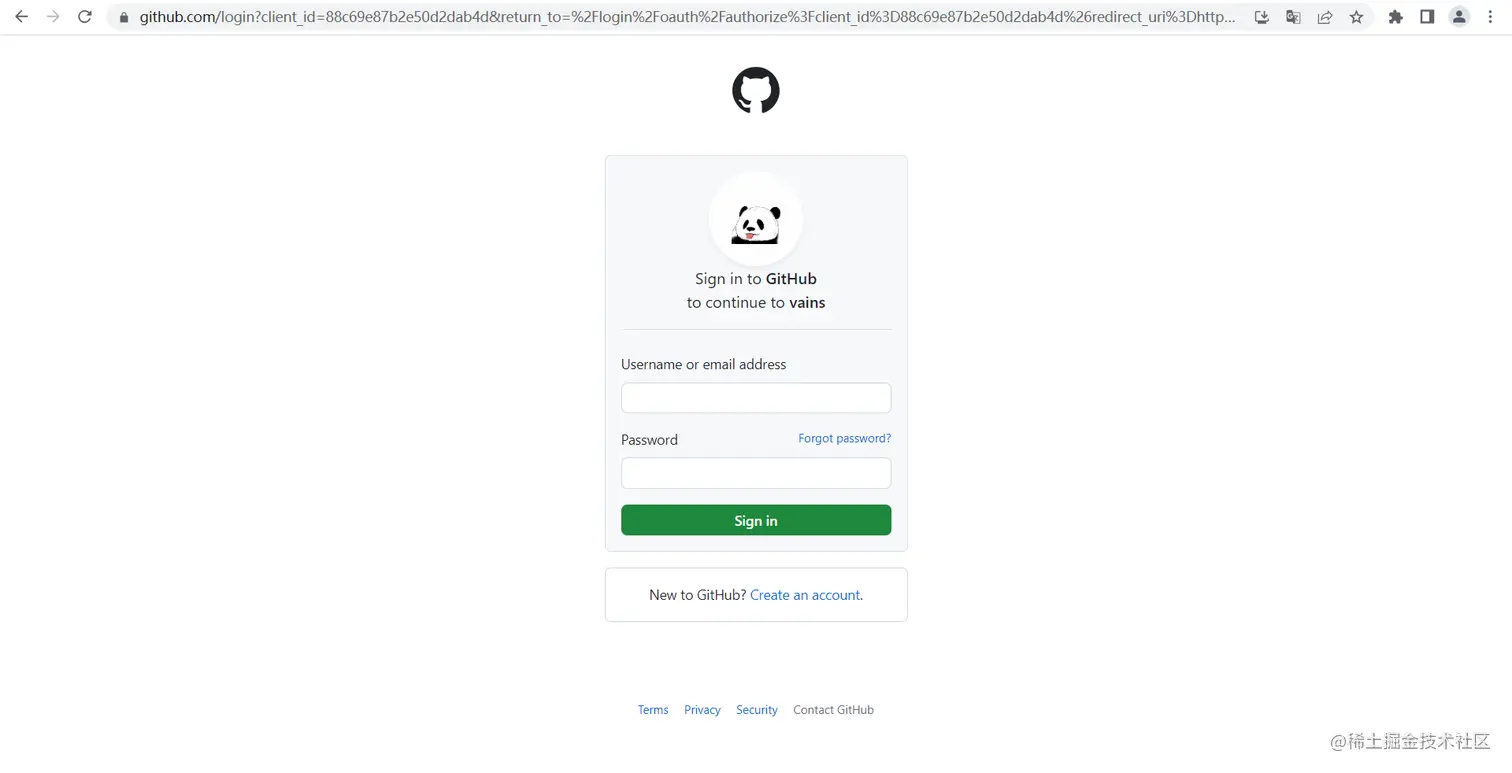 github.com/login?client_id=88c69e87b2e50d2dab4d&return_to=%2Flogin%2Foauth%2Fauthorize%3Fclient_id%3D88c69e87b2e50d2dab4d%26redirect_uri%3Dhttp...
Sign in to GitHub
to continue to vains
Username or email address
Password Forgot password?
Sign in
New to GitHub? Create an account.
Terms Privacy Security Contact GitHub
@稀土掘金技术社区